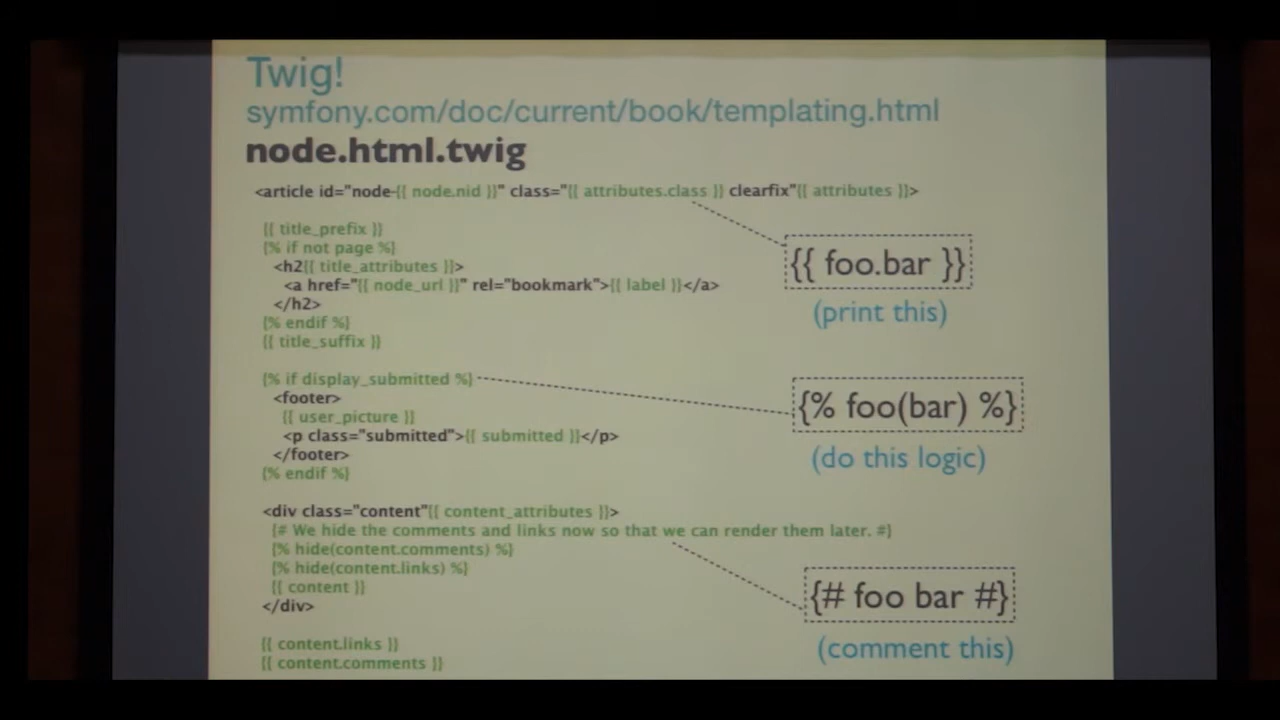 Twig!
symfony.com/doc/current/book/templating.html
node.html.twig
<article id="node-{{ node.nid }}" class="{{ attributes.class }} clearfix"{{ attributes }}>
{{ title_prefix }}
{% if not page %}
<h2{{ title_attributes }}>
<a href="{{ node_url }}" rel="bookmark">{{ label }}</a>
</h2>
{% endif %}
{{ title_suffix }}
{{ foo.bar }}
(print this)
{% if display_submitted %}
<footer>
{{ user_picture }}
<p class="submitted">{{ submitted }}</p>
</footer>
{% endif %}
{% foo(bar) %}
(do this logic)
<div class="content"{{ content_attributes }}>
{# We hide the comments and links now so that we can render them later. #}
{% hide(content.comments) %}
{% hide(content.links) %}
{{ content }}
</div>
{# foo bar #}
(comment this)
{{ content.links }}
{{ content.comments }}